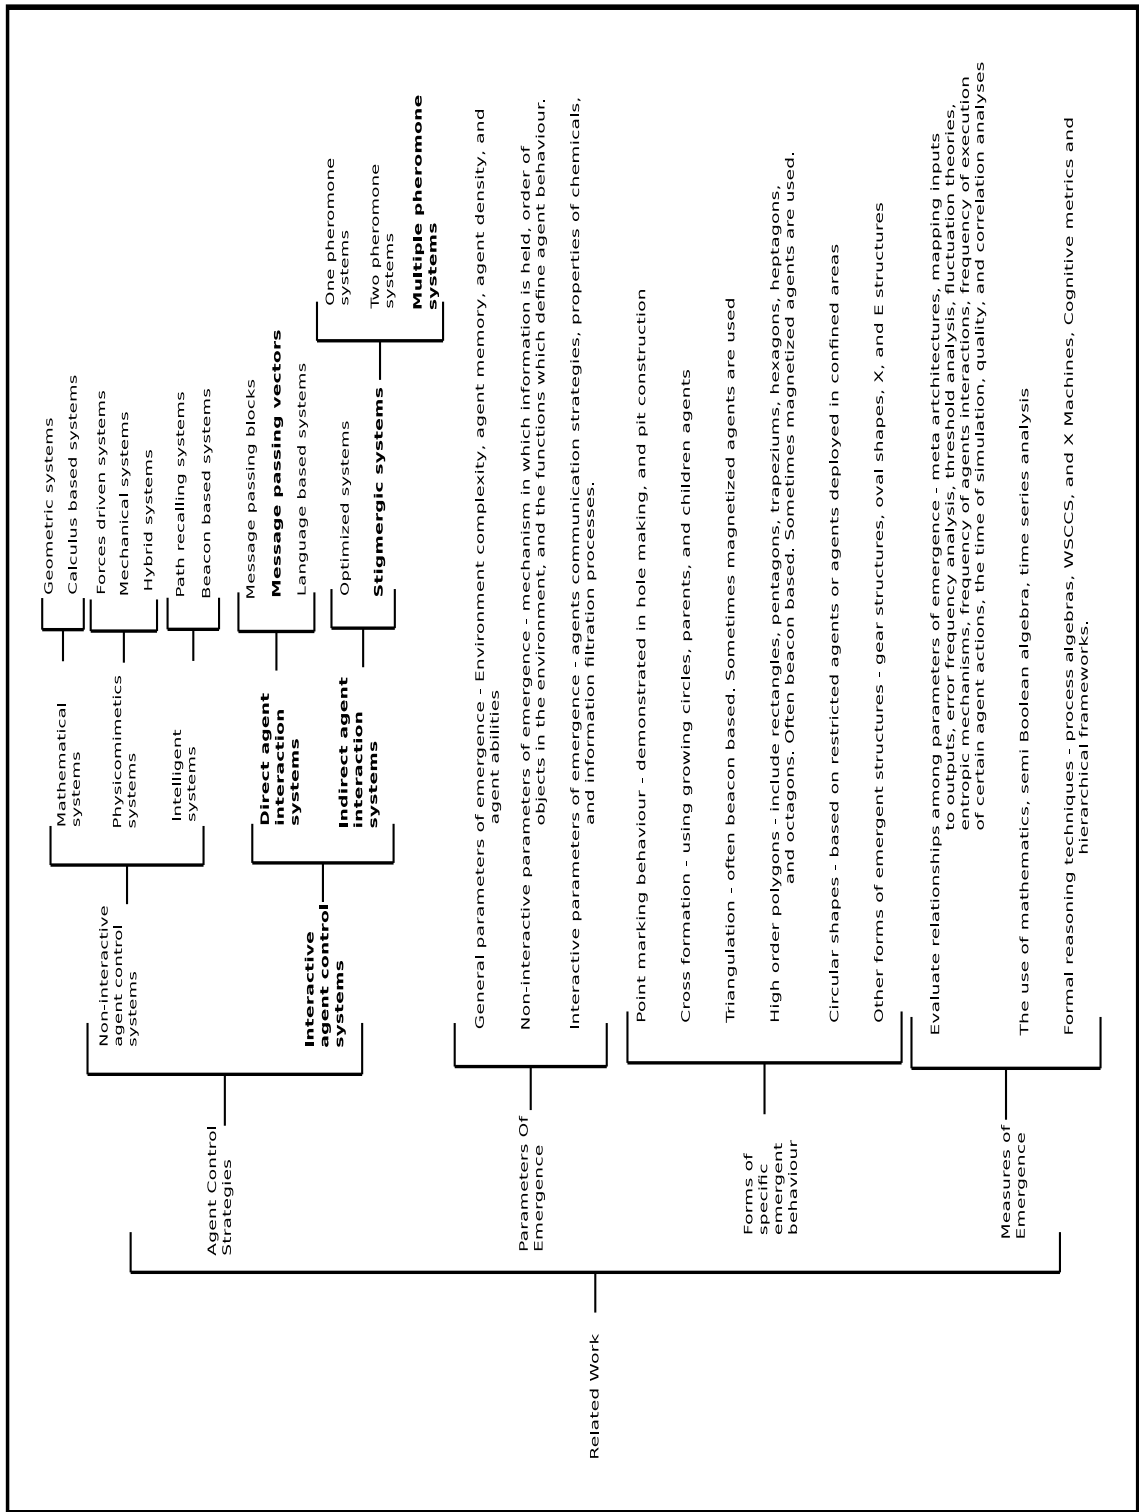 Related Work
Agent Control
Strategies
Non-interactive
agent control
systems
Mathematical
systems
Geometric systems
Calculus based systems
Physicomimetics
systems
Forces driven systems
Mechanical systems
Hybrid systems
Intelligent
systems
Path recalling systems
Beacon based systems
Interactive
agent control
systems
Direct agent
interaction
systems
Message passing blocks
Message passing vectors
Language based systems
Indirect agent
interaction
systems
Optimized systems
Stigmergic systems
One pheromone
systems
Two pheromone
systems
Multiple pheromone
systems
Parameters Of
Emergence
General parameters of emergence - Environment complexity, agent memory, agent density, and
agent abilities
Non-interactive parameters of emergence - mechanism in which information is held, order of
objects in the environment, and the functions which define agent behaviour.
Interactive parameters of emergence - agents communication strategies, properties of chemicals,
and information filtration processes.
Forms of
specific
emergent
behaviour
Point marking behaviour - demonstrated in hole making, and pit construction
Cross formation - using growing circles, parents, and children agents
Triangulation - often beacon based. Sometimes magnetized agents are used
High order polygons - include rectangles, pentagons, trapeziums, hexagons, heptagons,
and octagons. Often beacon based. Sometimes magnetized agents are used.
Circular shapes - based on restricted agents or agents deployed in confined areas
Other forms of emergent structures - gear structures, oval shapes, X, and E structures
Measures of
Emergence
Evaluate relationships among parameters of emergence - meta artchitectures, mapping inputs
to outputs, error frequency analysis, threshold analysis, fluctuation theories,
entropic mechanisms, frequency of agents interactions, frequency of execution
of certain agent actions, the time of simulation, quality, and correlation analyses
The use of mathematics, semi Boolean algebra, time series analysis
Formal reasoning techniques - process algebras, WSCCS, and X Machines, Cognitive metrics and
hierarchical frameworks.